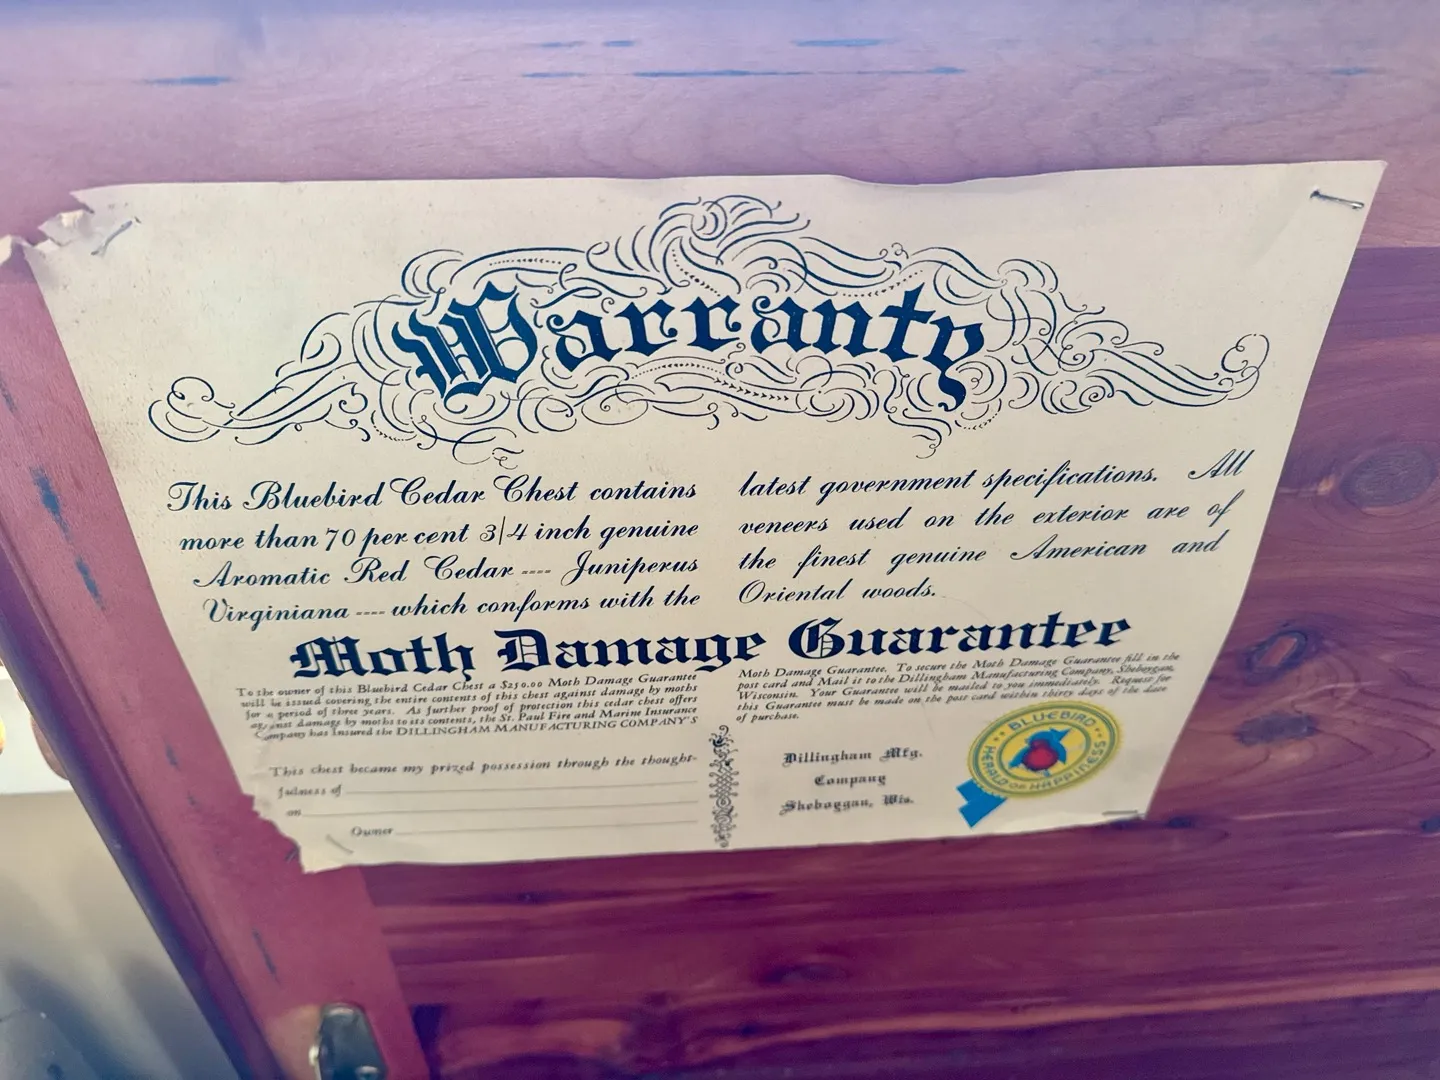 Warranty
This Bluebird Cedar Chest contains
more than 70 per cent 3/4 inch genuine
Aromatic Red Cedar ---- Juniperus
Virginiana ---- which conforms with the
latest government specifications. All
veneers used on the exterior are of
the finest genuine American and
Oriental woods.
Moth Damage Guarantee
To the owner of this Bluebird Cedar Chest a $250.00 Moth Damage Guarantee
will be issued covering the entire contents of this chest against damage by moths
for a period of three years. As further proof of protection this cedar chest offers
against damage by moths to its contents, the St. Paul Fire and Marine Insurance
Company has Insured the DILLINGHAM MANUFACTURING COMPANY'S
Moth Damage Guarantee. To secure the Moth Damage Guarantee fill in the
post card and Mail it to the Dillingham Manufacturing Company, Sheboygan,
Wisconsin. Your Guarantee will be mailed to you immediately. Request for
this Guarantee must be made on the post card within thirty days of the date
of purchase.
This chest became my prized possession through the thought-
fulness of
on
Owner
Dillingham Mfg.
Company
Sheboygan, Wis.
BLUEBIRD
HERALD OF HAPPINESS